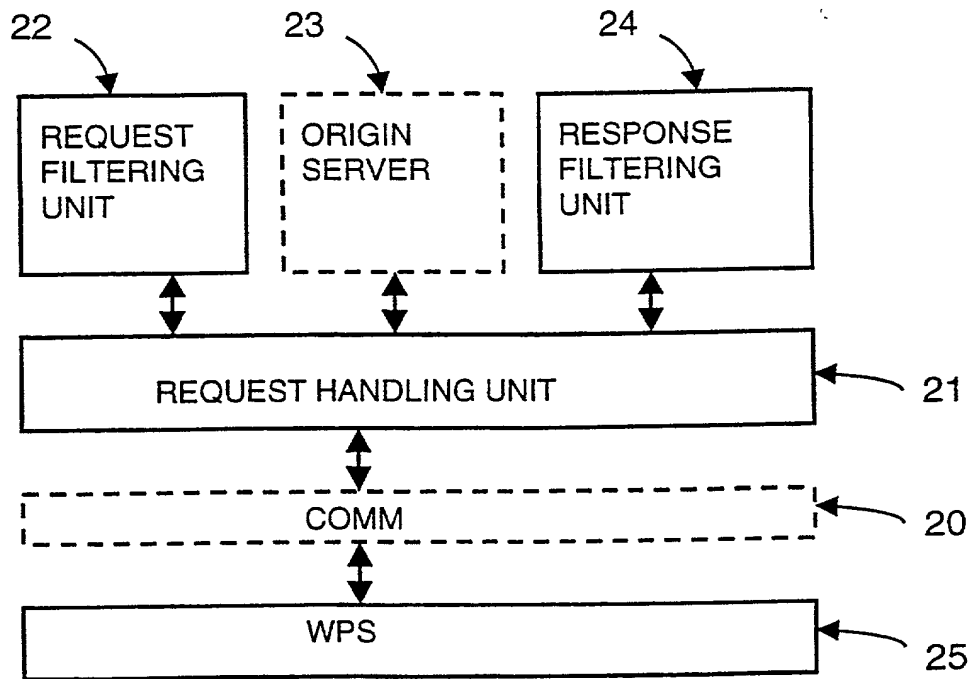 22
23
24
REQUEST
FILTERING
UNIT
ORIGIN
SERVER
RESPONSE
FILTERING
UNIT
REQUEST HANDLING UNIT
21
COMM
20
WPS
25